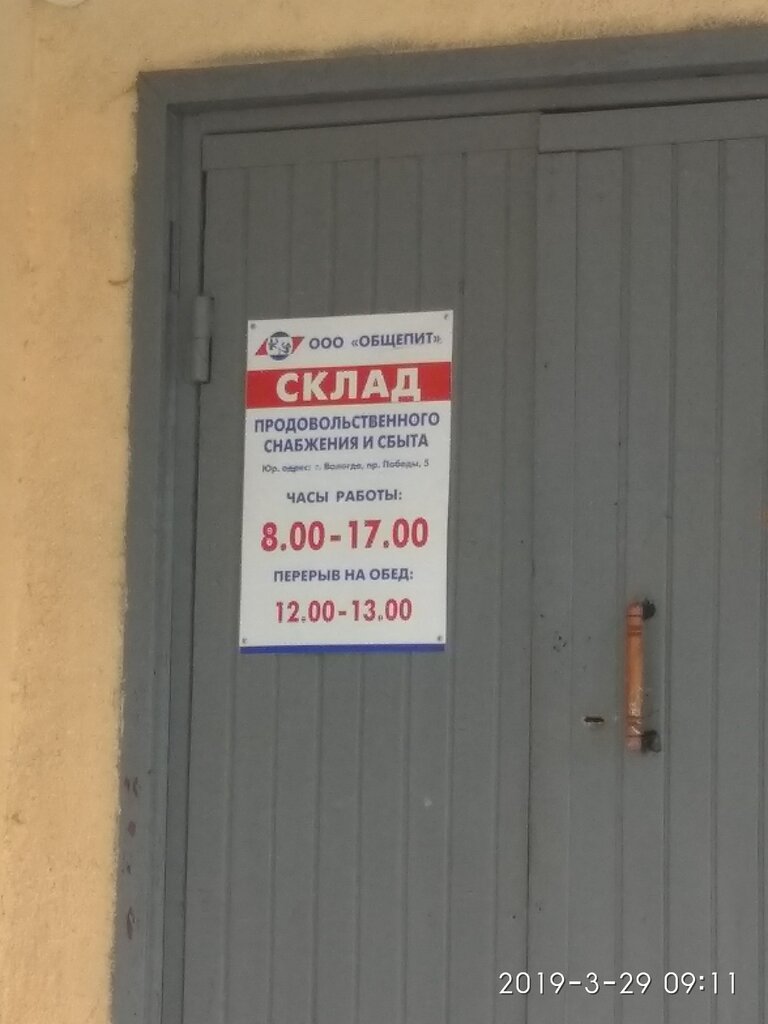 ООО «ОБЩЕПИТ»
СКЛАД
ПРОДОВОЛЬСТВЕННОГО
СНАБЖЕНИЯ И СБЫТА
Юр. адрес: г. Вологда, пр. Победы, 5
ЧАСЫ РАБОТЫ:
8.00-17.00
ПЕРЕРЫВ НА ОБЕД:
12.00-13.00
2019-3-29 09:11